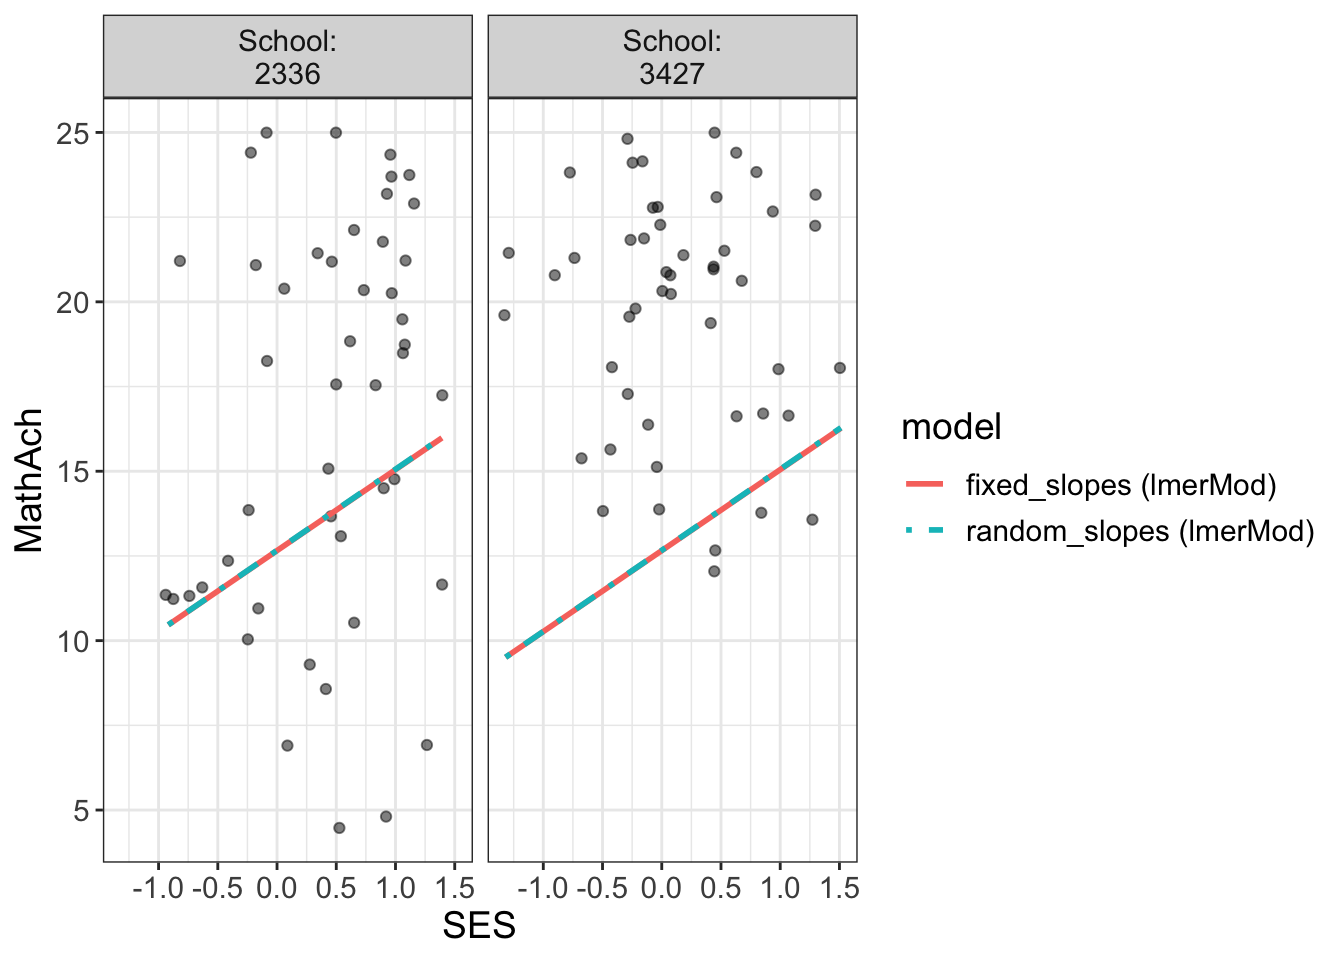 School:
2336
School:
3427
25
20
15
10
5
MathAch
-1.0 -0.5 0.0 0.5 1.0 1.5
-1.0 -0.5 0.0 0.5 1.0 1.5
SES
model
fixed_slopes (lmerMod)
random_slopes (lmerMod)